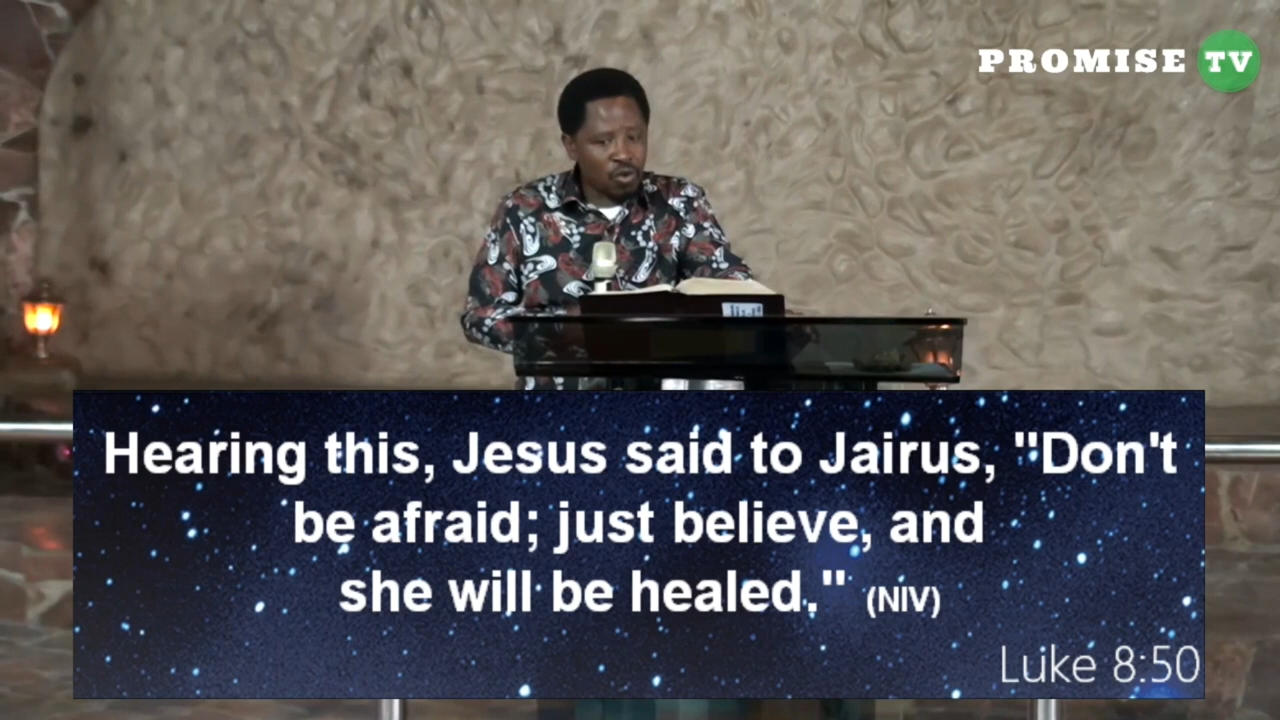 PROMISE TV
Hearing this, Jesus said to Jairus, "Don't
be afraid; just believe, and
she will be healed." (NIV)
Luke 8:50